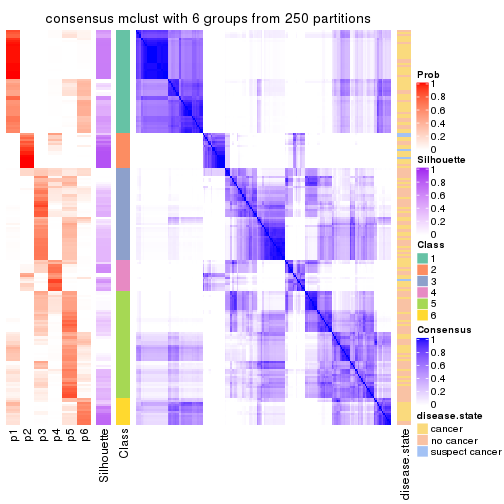 consensus mclust with 6 groups from 250 partitions
Prob
1
0.8
0.6
0.4
0.2
0
Silhouette
1
0.8
0.6
0.4
0.2
0
Class
1
2
3
4
5
6
Consensus
1
0.8
0.6
0.4
0.2
0
disease.state
cancer
no cancer
suspect cancer
p1
p2
p3
p4
p5
p6
Silhouette
Class
disease.state